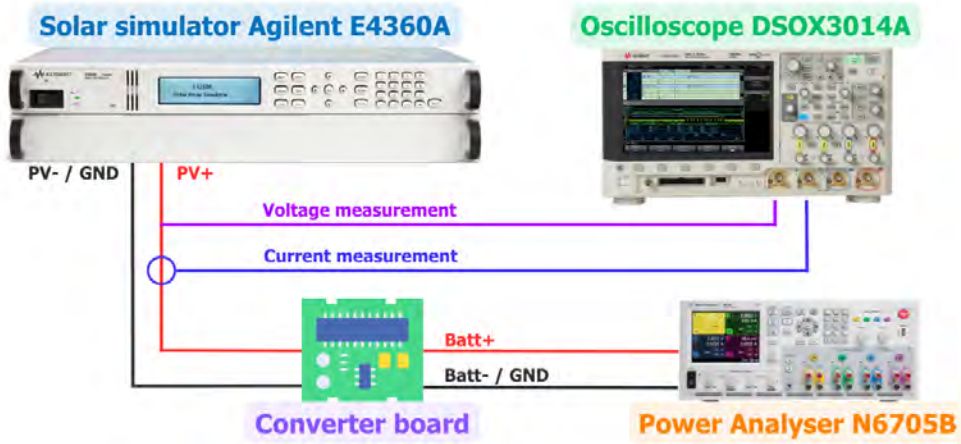 Solar simulator Agilent E4360A
Oscilloscope DSOX3014A
PV- / GND
PV+
Voltage measurement
Current measurement
Batt+
Batt- / GND
Converter board
Power Analyser N6705B